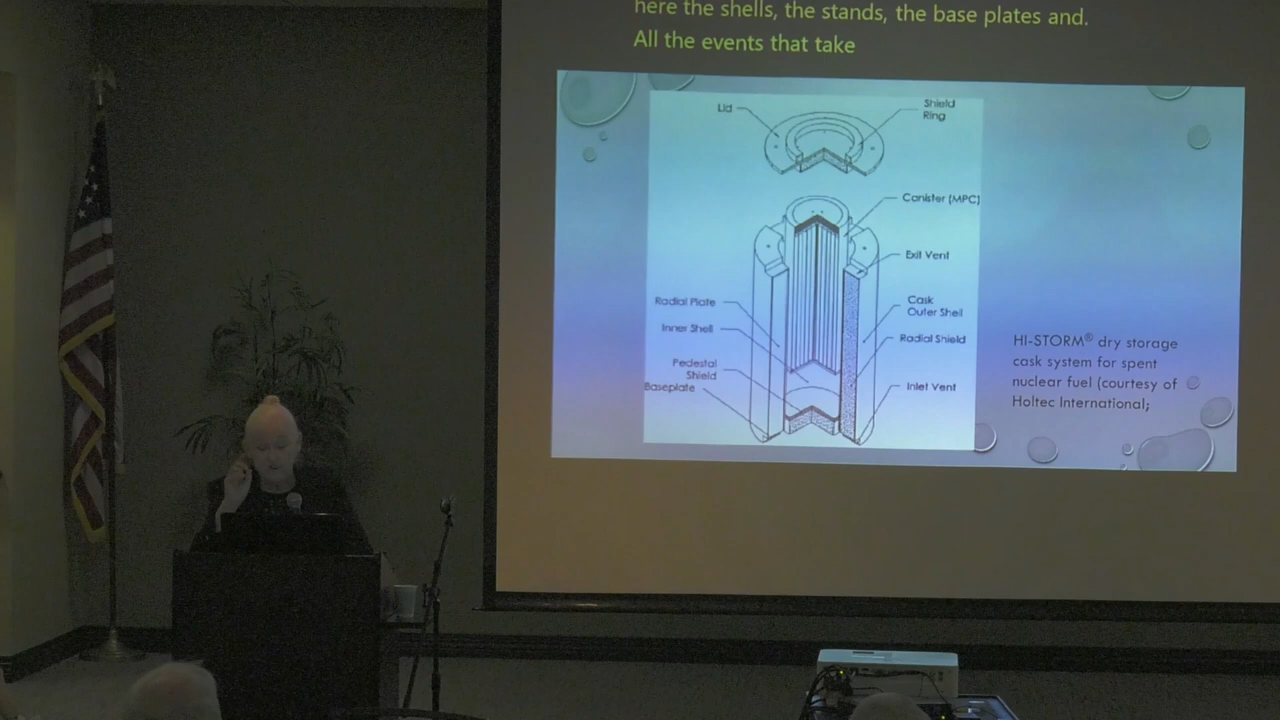 here the shells, the stands, the base plates and.
All the events that take
Lid
Shield
Ring
Canister (MPC)
Exit Vent
Radial Plate
Cask
Outer Shell
Inner Shell
Radial Shield
Pedestal
Shield
Baseplate
Inlet Vent
HI-STORM® dry storage
cask system for spent
nuclear fuel (courtesy of
Holtec International;